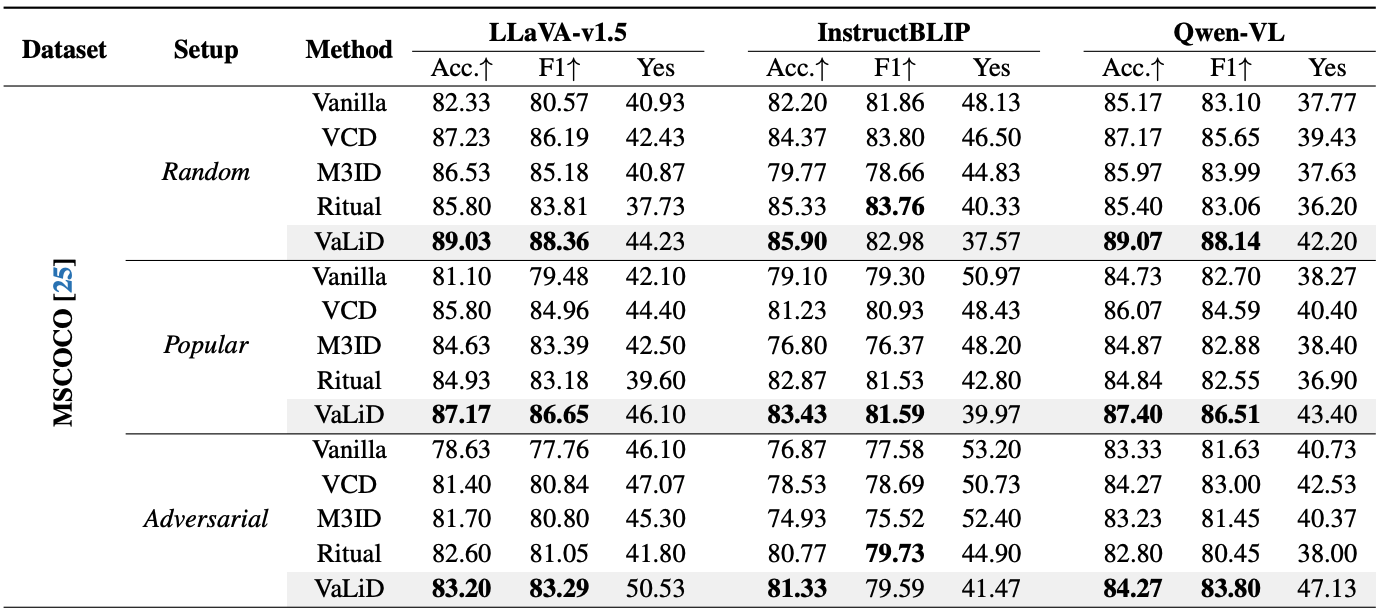 Dataset Setup Method LLaVA-v1.5 InstructBLIP Qwen-VL
Acc.↑ F1↑ Yes Acc.↑ F1↑ Yes Acc.↑ F1↑ Yes
MSCOCO [25]
Random
Vanilla 82.33 80.57 40.93 82.20 81.86 48.13 85.17 83.10 37.77
VCD 87.23 86.19 42.43 84.37 83.80 46.50 87.17 85.65 39.43
M3ID 86.53 85.18 40.87 79.77 78.66 44.83 85.97 83.99 37.63
Ritual 85.80 83.81 37.73 85.33 83.76 40.33 85.40 83.06 36.20
VaLiD 89.03 88.36 44.23 85.90 82.98 37.57 89.07 88.14 42.20
Popular
Vanilla 81.10 79.48 42.10 79.10 79.30 50.97 84.73 82.70 38.27
VCD 85.80 84.96 44.40 81.23 80.93 48.43 86.07 84.59 40.40
M3ID 84.63 83.39 42.50 76.80 76.37 48.20 84.87 82.88 38.40
Ritual 84.93 83.18 39.60 82.87 81.53 42.80 84.84 82.55 36.90
VaLiD 87.17 86.65 46.10 83.43 81.59 39.97 87.40 86.51 43.40
Adversarial
Vanilla 78.63 77.76 46.10 76.87 77.58 53.20 83.33 81.63 40.73
VCD 81.40 80.84 47.07 78.53 78.69 50.73 84.27 83.00 42.53
M3ID 81.70 80.80 45.30 74.93 75.52 52.40 83.23 81.45 40.37
Ritual 82.60 81.05 41.80 80.77 79.73 44.90 82.80 80.45 38.00
VaLiD 83.20 83.29 50.53 81.33 79.59 41.47 84.27 83.80 47.13